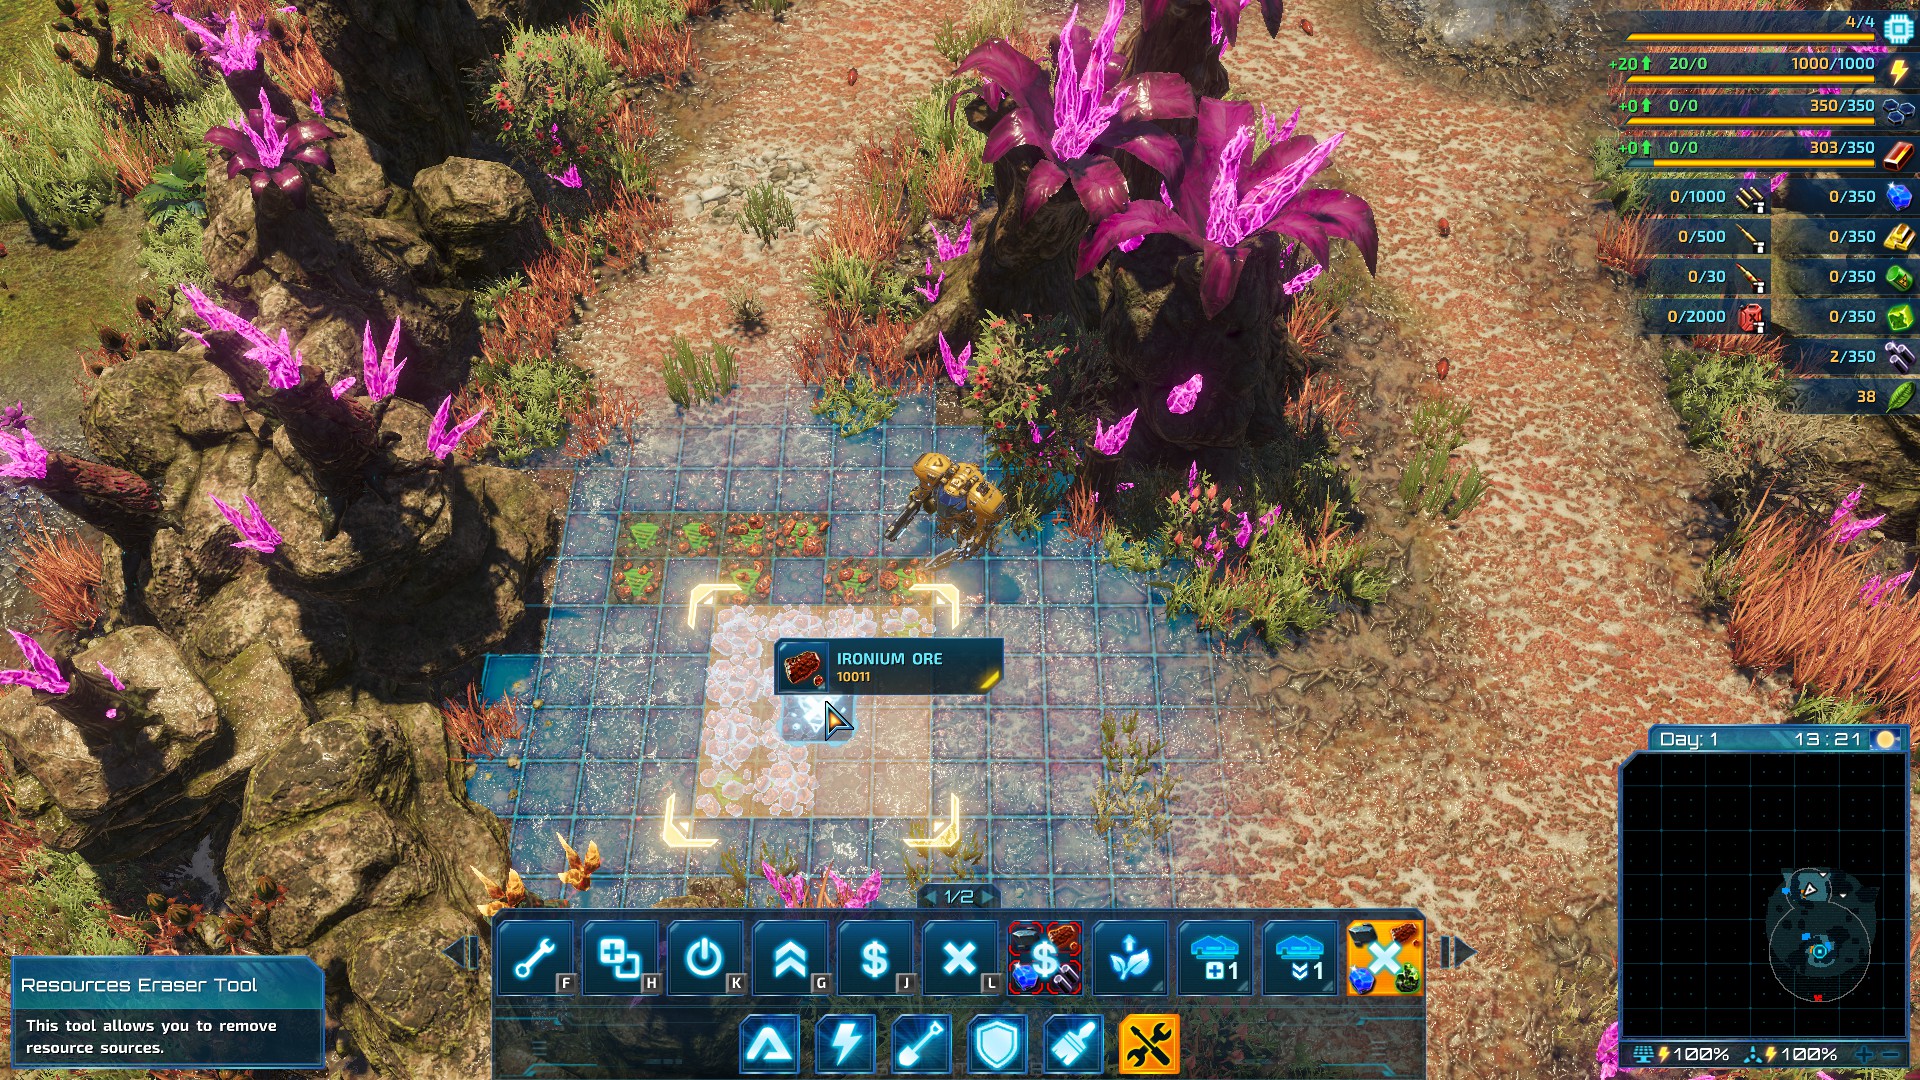 4/4
+20 20/0 1000/1000
+0 0/0 350/350
+0 0/0 303/350
0/1000 0/350
0/500 0/350
0/30 0/350
0/2000 0/350
2/350
38
IRONIUM ORE
10011
Day: 1 13:21
1/2
F H K G J L 1 1
Resources Eraser Tool
This tool allows you to remove
resource sources.
100% 100%